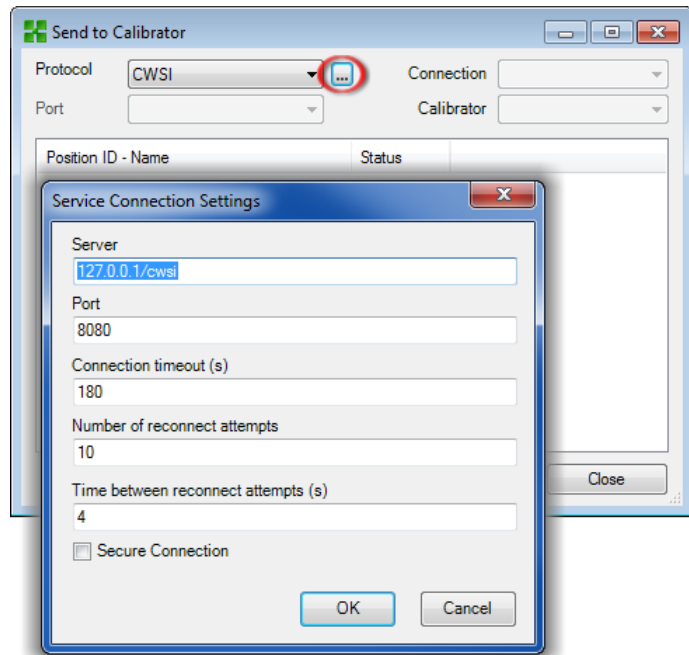 Send to Calibrator
Protocol CWSI ... Connection
Port Calibrator
Position ID - Name Status
Service Connection Settings
Server
127.0.0.1/cwsi
Port
8080
Connection timeout (s)
180
Number of reconnect attempts
10
Time between reconnect attempts (s)
4
Close
Secure Connection
OK Cancel